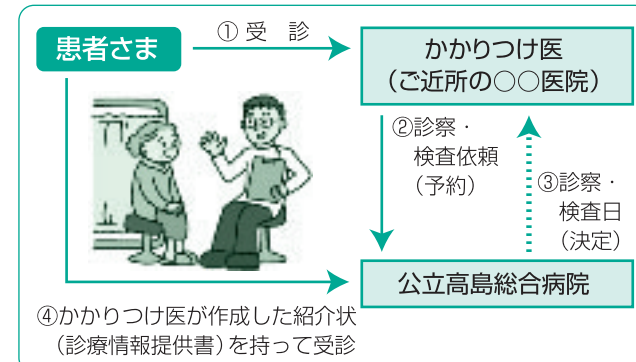 患者さま
①受　診
かかりつけ医
（ご近所の○○医院）
②診察・
検査依頼
（予約）
③診察・
検査日
（決定）
公立高島総合病院
④かかりつけ医が作成した紹介状
（診療情報提供書）を持って受診